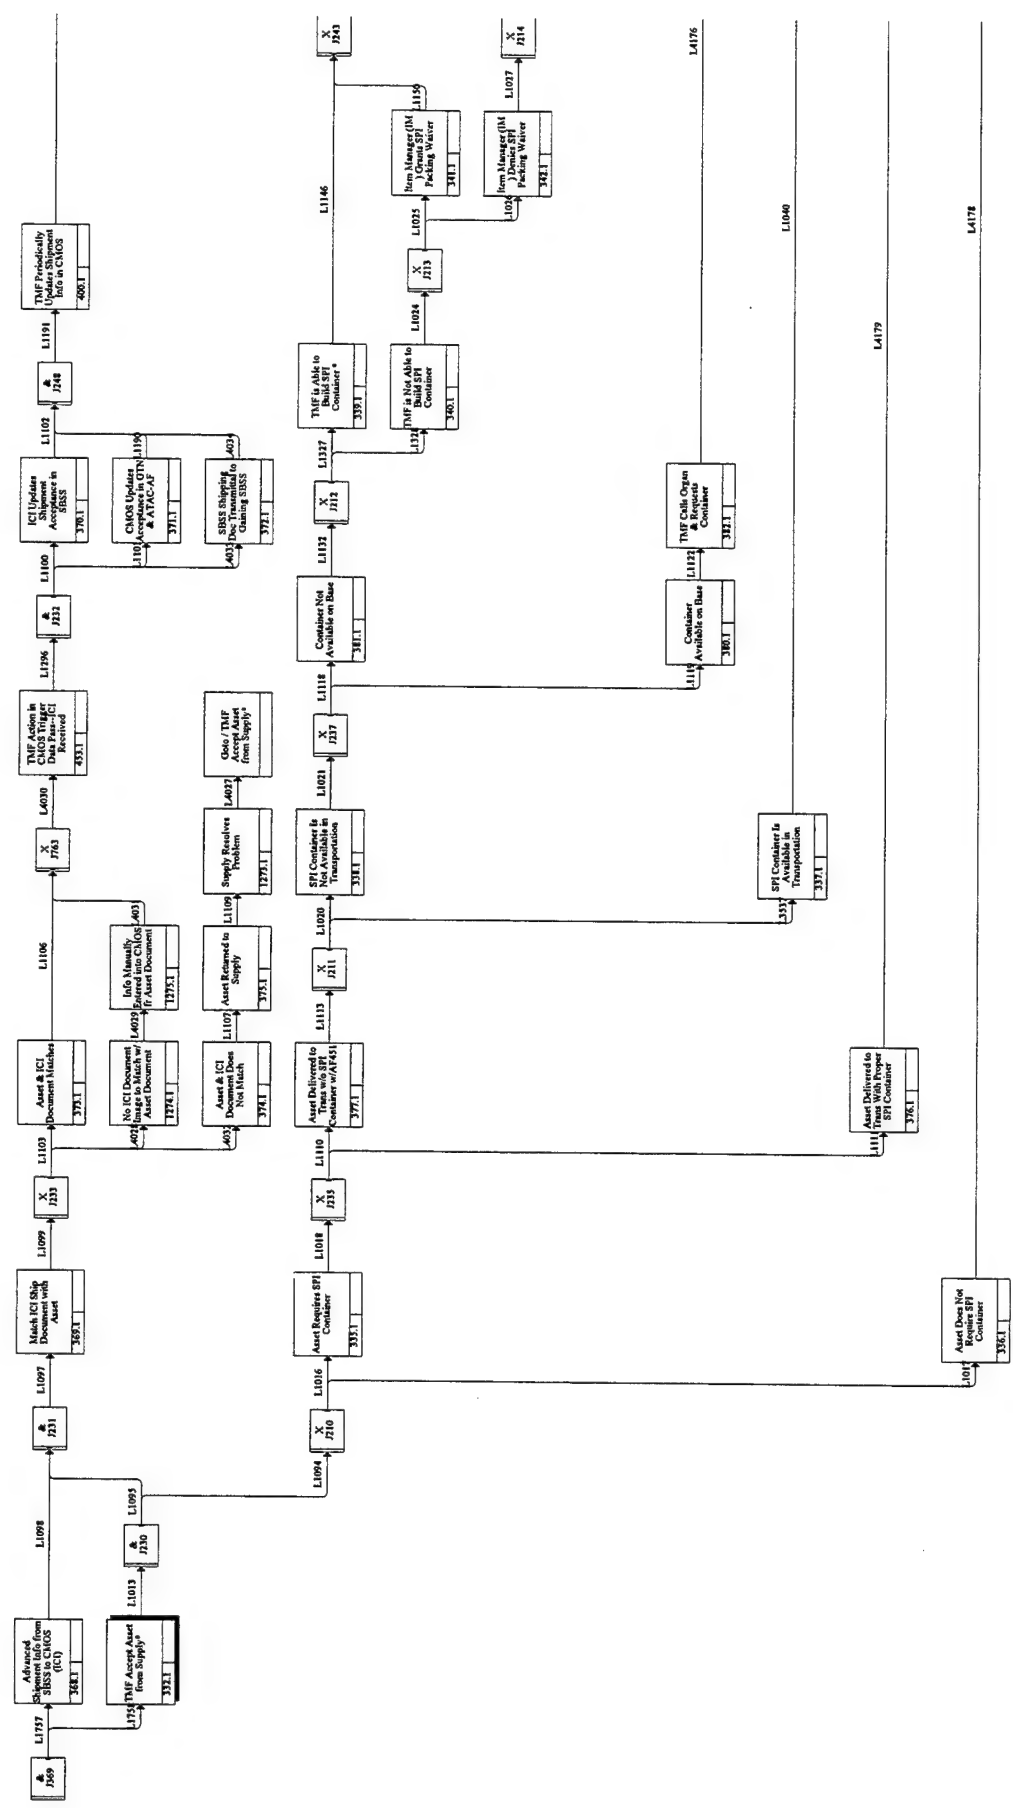 &
J369
L1757
L1751
Advanced
Shipment Info from
SBSS to CMOS
(ICI)
368.1
TMF Accept Asset
from Supply*
332.1
L1098
L1013
&
J230
L1095
L1094
&
J231
L1097
Match ICI Ship
Document with
Asset
369.1
L1099
X
J233
L1103
L4032
Asset & ICI
Document Matches
373.1
No ICI Document
Image to Match w/
Asset Document
1274.1
Asset & ICI
Document Does
Not Match
374.1
L1106
L4029
Info Manually
Entered into CMOS
fr Asset Document
1275.1
L4031
L1107
Asset Returned to
Supply
375.1
L1109
Supply Resolves
Problem
1273.1
L4027
Goto / TMF
Accept Asset
from Supply*
X
J763
L4030
TMF Action in
CMOS Trigger
Data Pass--ICI
Received
453.1
L1296
&
J232
L1100
L1101
L4033
ICI Updates
Shipment
Acceptance in
SBSS
370.1
CMOS Updates
Acceptance in OTN
& ATAC-AF
371.1
SBSS Shipping
Doc Transmittal to
Gaining SBSS
372.1
L1102
L1190
L4034
&
J248
L1191
TMF Periodically
Updates Shipment
Info in CMOS
400.1
X
J210
L1016
L1017
Asset Requires SPI
Container
335.1
Asset Does Not
Require SPI
Container
336.1
L4178
L1018
X
J235
L1110
L1111
Asset Delivered to
Trans w/o SPI
Container w/AF451
377.1
Asset Delivered to
Trans With Proper
SPI Container
376.1
L4179
L1113
X
J211
L1020
L3537
SPI Container Is
Not Available in
Transportation
338.1
SPI Container Is
Available in
Transportation
337.1
L1040
L1021
X
J237
L1118
L1119
Container Not
Available on Base
381.1
Container
Available on Base
380.1
L1122
TMF Calls Organ
& Requests
Container
382.1
L4176
L1132
X
J212
L1327
L1328
TMF is Able to
Build SPI
Container*
339.1
TMF is Not Able to
Build SPI
Container
340.1
L1146
L1024
X
J213
L1025
L1026
Item Manager (IM
) Grants SPI
Packing Waiver
341.1
Item Manager (IM
) Denies SPI
Packing Waiver
342.1
L1150
L1027
X
J243
X
J214